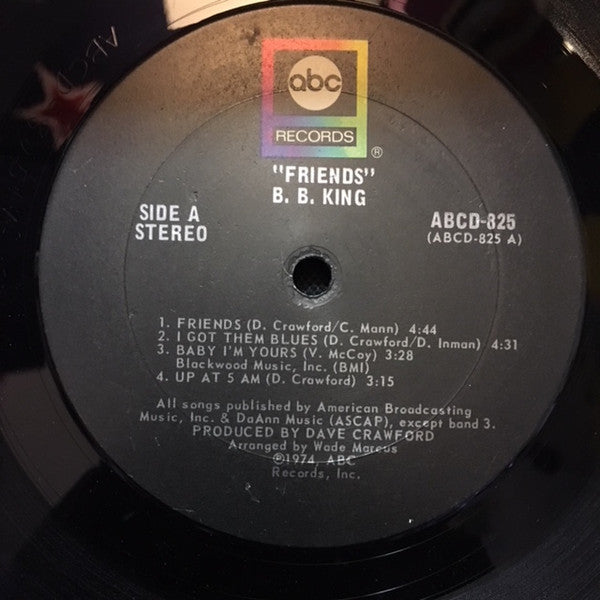 ABCD
abc
RECORDS
®
"FRIENDS"
B. B. KING
SIDE A
STEREO
ABCD-825
(ABCD-825 A)
1. FRIENDS (D. Crawford/C. Mann) 4:44
2. I GOT THEM BLUES (D. Crawford/D. Inman) 4:31
3. BABY I'M YOURS (V. McCoy) 3:28
Blackwood Music, Inc. (BMI)
4. UP AT 5 AM (D. Crawford) 3:15
All songs published by American Broadcasting
Music, Inc. & DaAnn Music (ASCAP), except band 3.
PRODUCED BY DAVE CRAWFORD
Arranged by Wade Marcus
℗1974, ABC
Records, Inc.